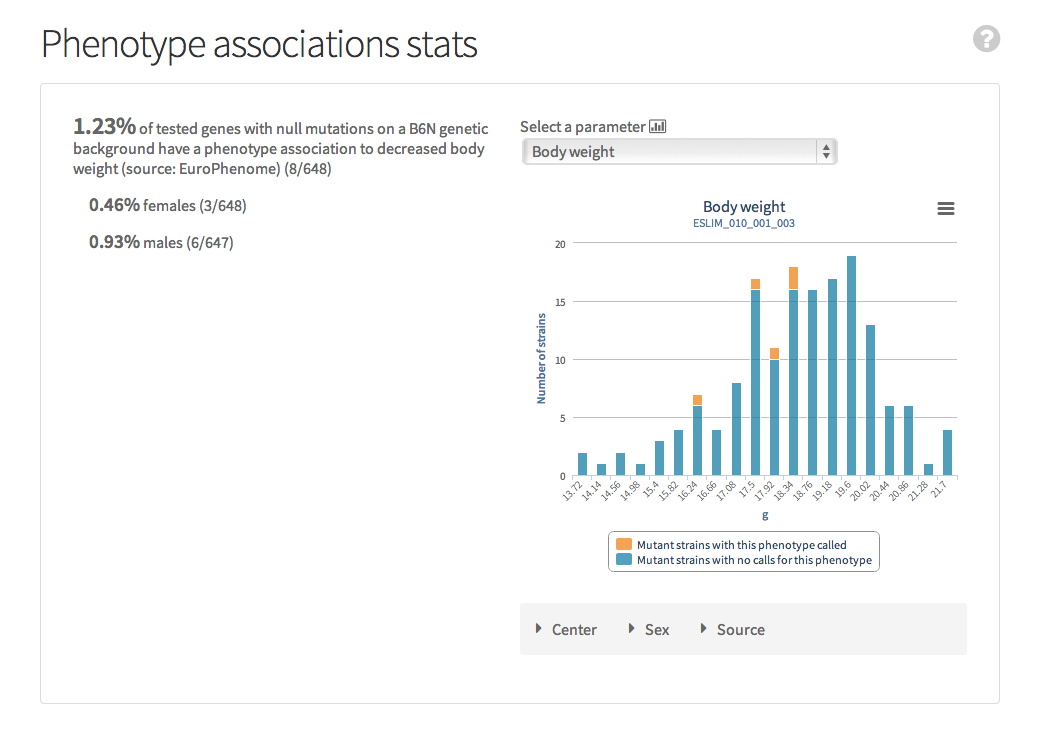 Phenotype associations stats
?
1.23% of tested genes with null mutations on a B6N genetic
background have a phenotype association to decreased body
weight (source: EuroPhenome) (8/648)
0.46% females (3/648)
0.93% males (6/647)
Select a parameter
Body weight
Body weight
ESLIM_010_001_003
Number of strains
20
15
10
5
0
13.72
14.14
14.56
14.98
15.4
15.82
16.24
16.66
17.08
17.5
17.92
18.34
18.76
19.18
19.6
20.02
20.44
20.86
21.28
21.7
g
Mutant strains with this phenotype called
Mutant strains with no calls for this phenotype
Center Sex Source